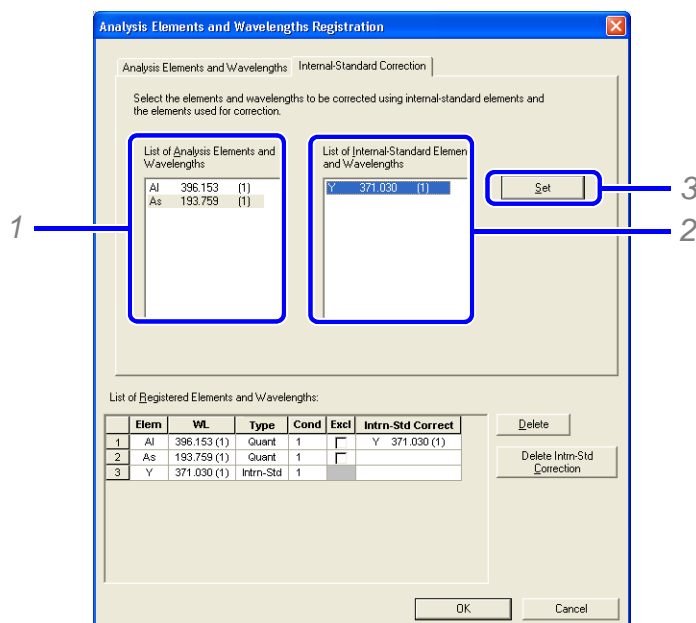 Analysis Elements and Wavelengths Registration
Analysis Elements and Wavelengths Internal-Standard Correction
Select the elements and wavelengths to be corrected using internal-standard elements and
the elements used for correction.
List of Analysis Elements and
Wavelengths
Al 396.153 (1)
As 193.759 (1)
List of Internal-Standard Elemen
and Wavelengths
Y 371.030 (1)
Set
1
2
3
List of Registered Elements and Wavelengths:
Elem WL Type Cond Excl Intrn-Std Correct
1 Al 396.153 (1) Quant 1 Y 371.030 (1)
2 As 193.759 (1) Quant 1
3 Y 371.030 (1) Intrn-Std 1
Delete
Delete Intrn-Std
Correction
OK Cancel